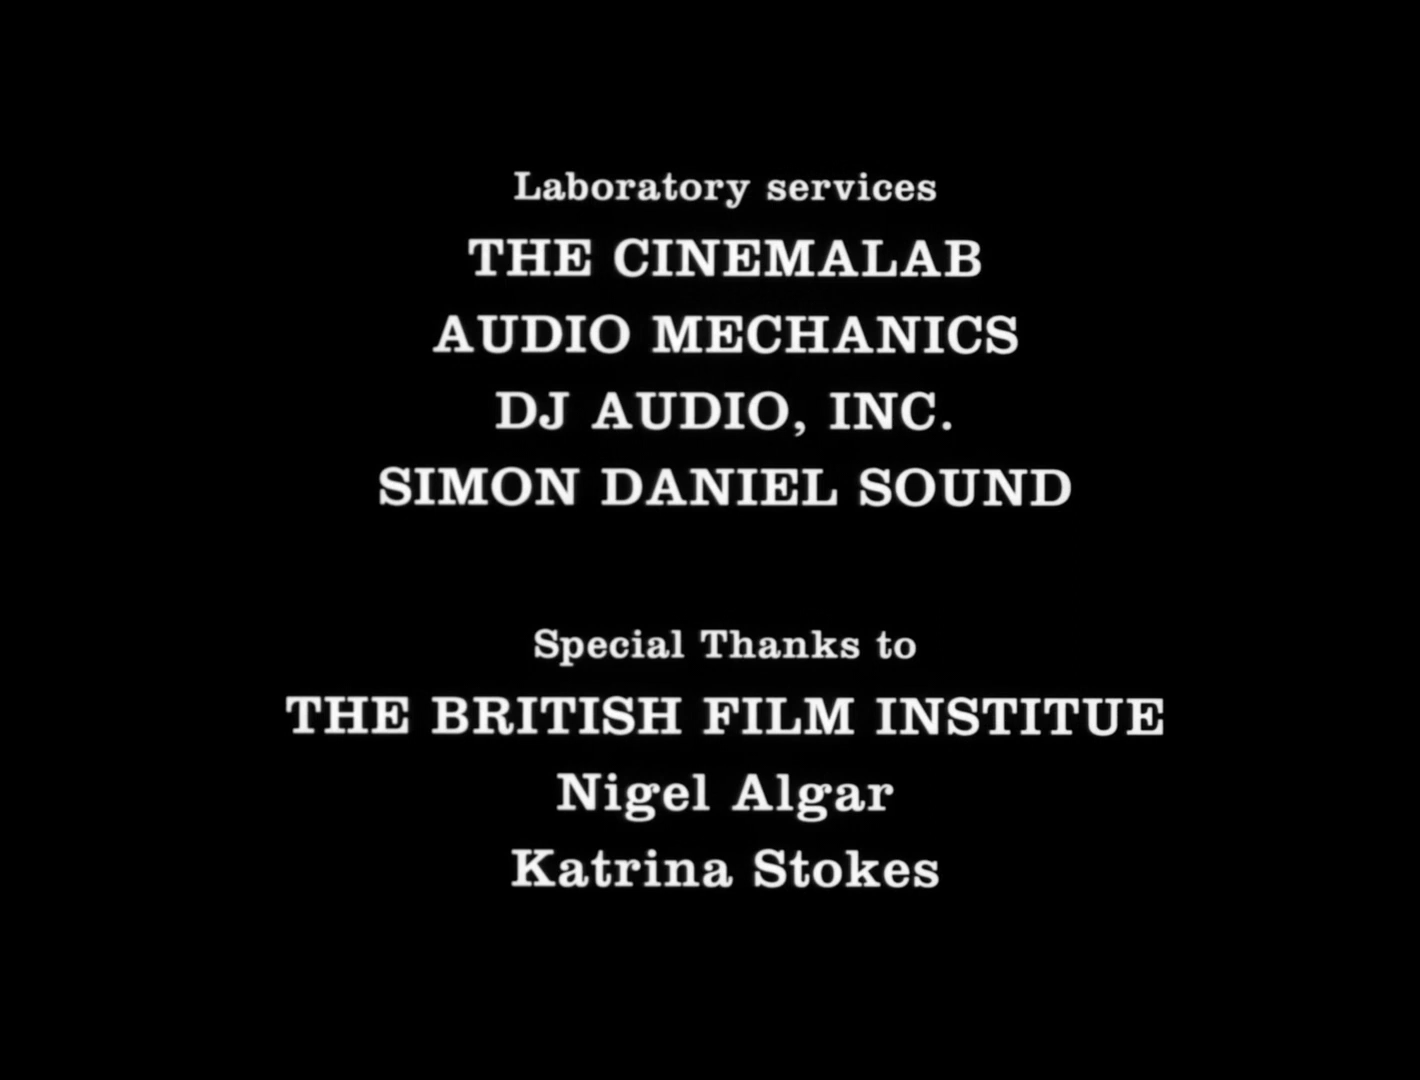 Laboratory services
THE CINEMALAB
AUDIO MECHANICS
DJ AUDIO, INC.
SIMON DANIEL SOUND
Special Thanks to
THE BRITISH FILM INSTITUE
Nigel Algar
Katrina Stokes